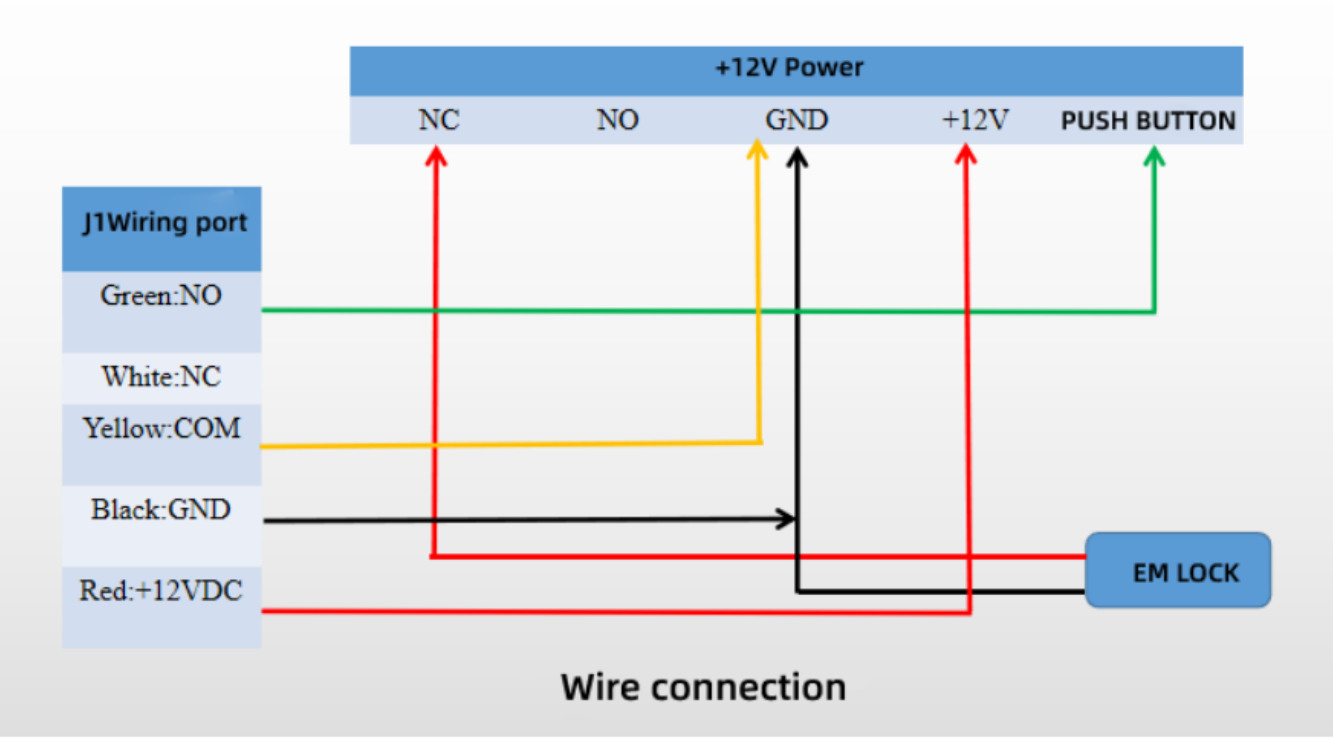 +12V Power
NC NO GND +12V PUSH BUTTON
J1Wiring port
Green:NO
White:NC
Yellow:COM
Black:GND
Red:+12VDC
EM LOCK
Wire connection